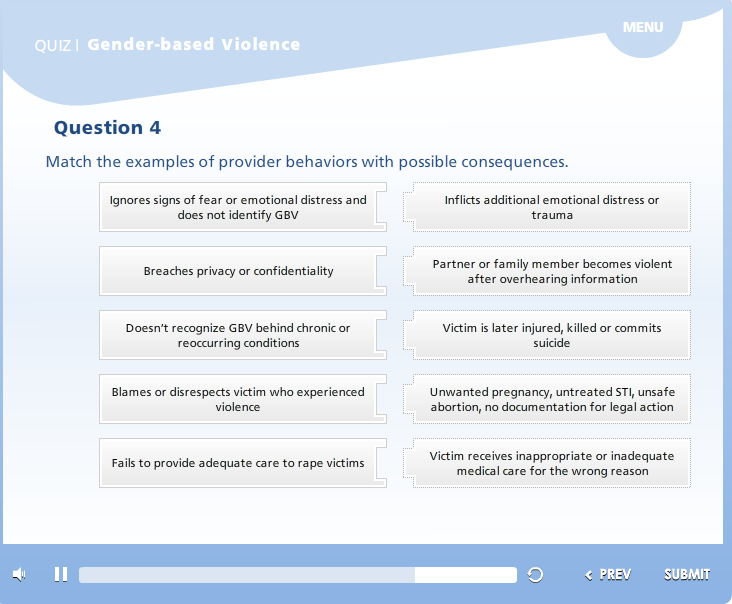 QUIZ | Gender-based Violence
MENU
Question 4
Match the examples of provider behaviors with possible consequences.
Ignores signs of fear or emotional distress and
does not identify GBV
Inflicts additional emotional distress or
trauma
Breaches privacy or confidentiality
Partner or family member becomes violent
after overhearing information
Doesn't recognize GBV behind chronic or
reoccurring conditions
Victim is later injured, killed or commits
suicide
Blames or disrespects victim who experienced
violence
Unwanted pregnancy, untreated STI, unsafe
abortion, no documentation for legal action
Fails to provide adequate care to rape victims
Victim receives inappropriate or inadequate
medical care for the wrong reason
PREV
SUBMIT